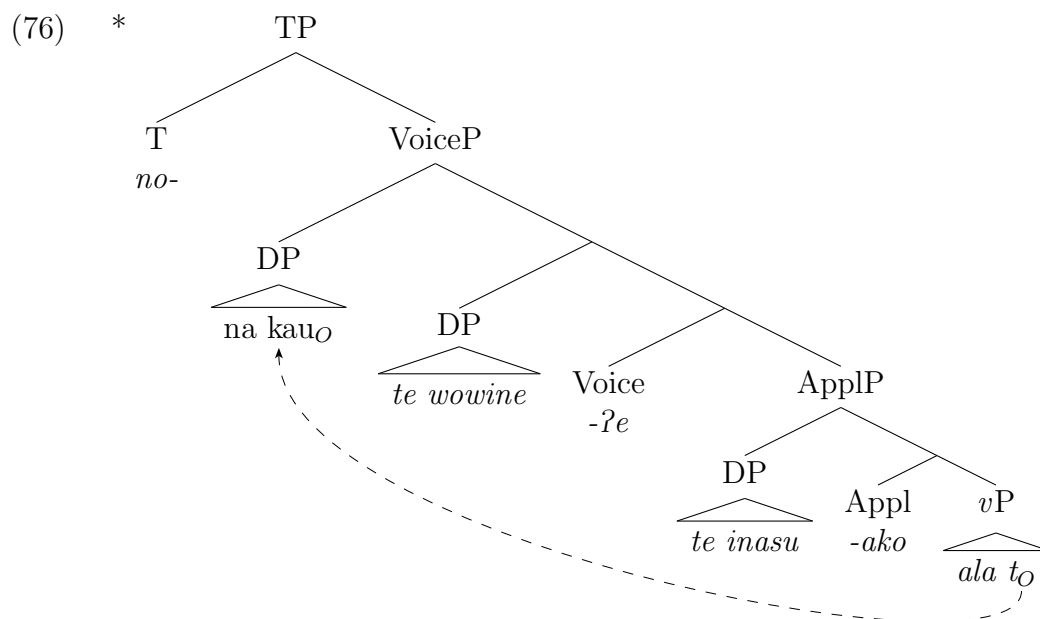 (76) * TP
T VoiceP
no-
DP
na kau_O
DP
te wowine
Voice ApplP
-ʔe
DP
te inasu
Appl vP
-ako
ala t_O